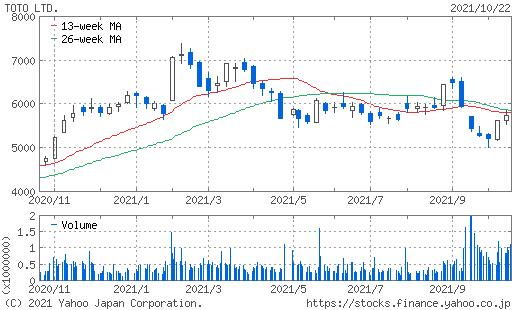 TOTO LTD. 2021/10/22
8000
13-week MA
26-week MA
7000
6000
5000
4000
2020/11 2021/1 2021/3 2021/5 2021/7 2021/9
2
Volume
1.5
1
0.5
0
(x1000000)
2020/11 2021/1 2021/3 2021/5 2021/7 2021/9
(C) 2021 Yahoo Japan Corporation. https://stocks.finance.yahoo.co.jp